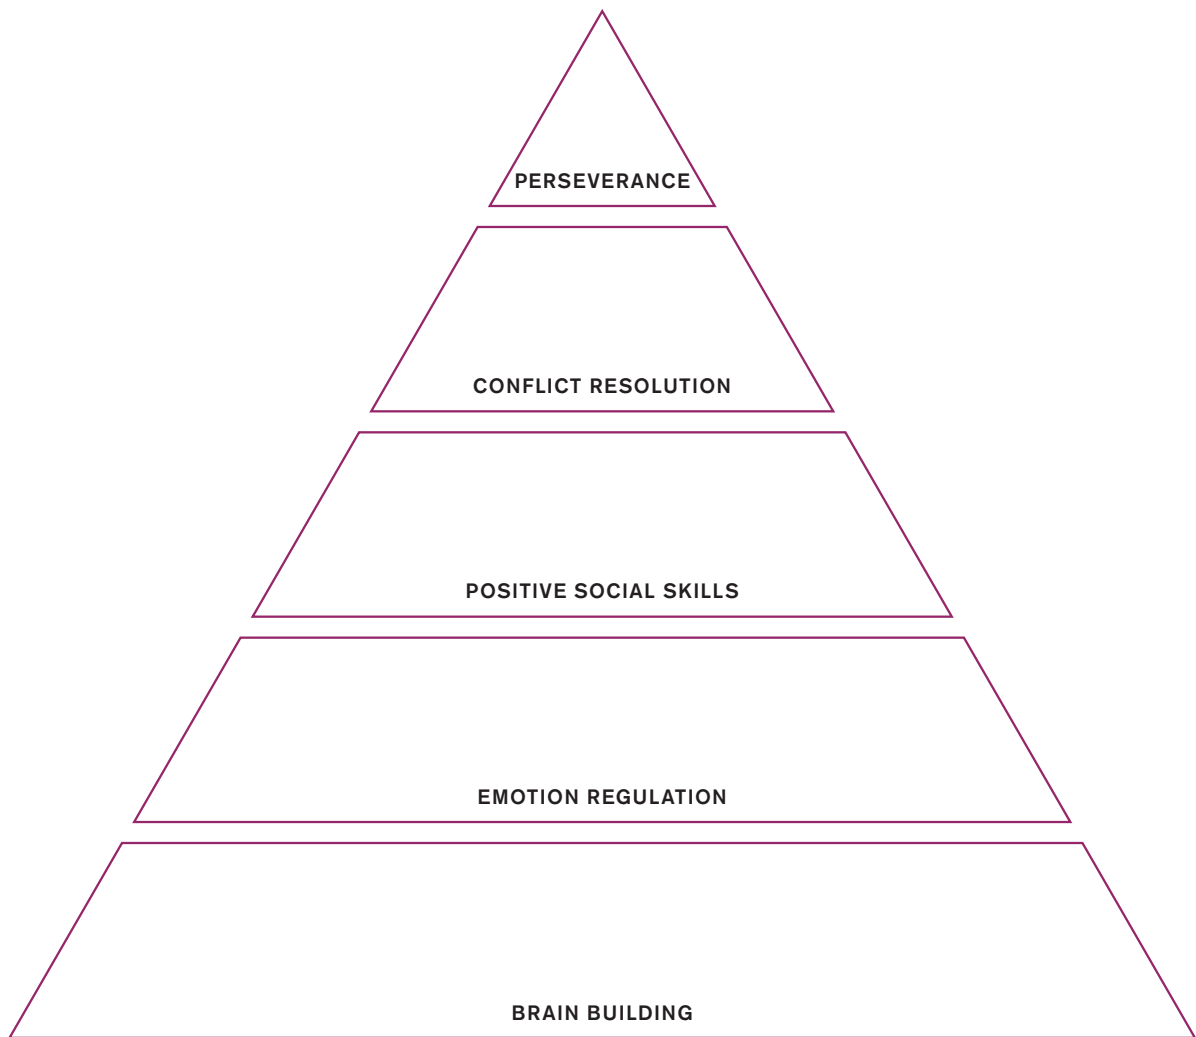 PERSEVERANCE
CONFLICT RESOLUTION
POSITIVE SOCIAL SKILLS
EMOTION REGULATION
BRAIN BUILDING